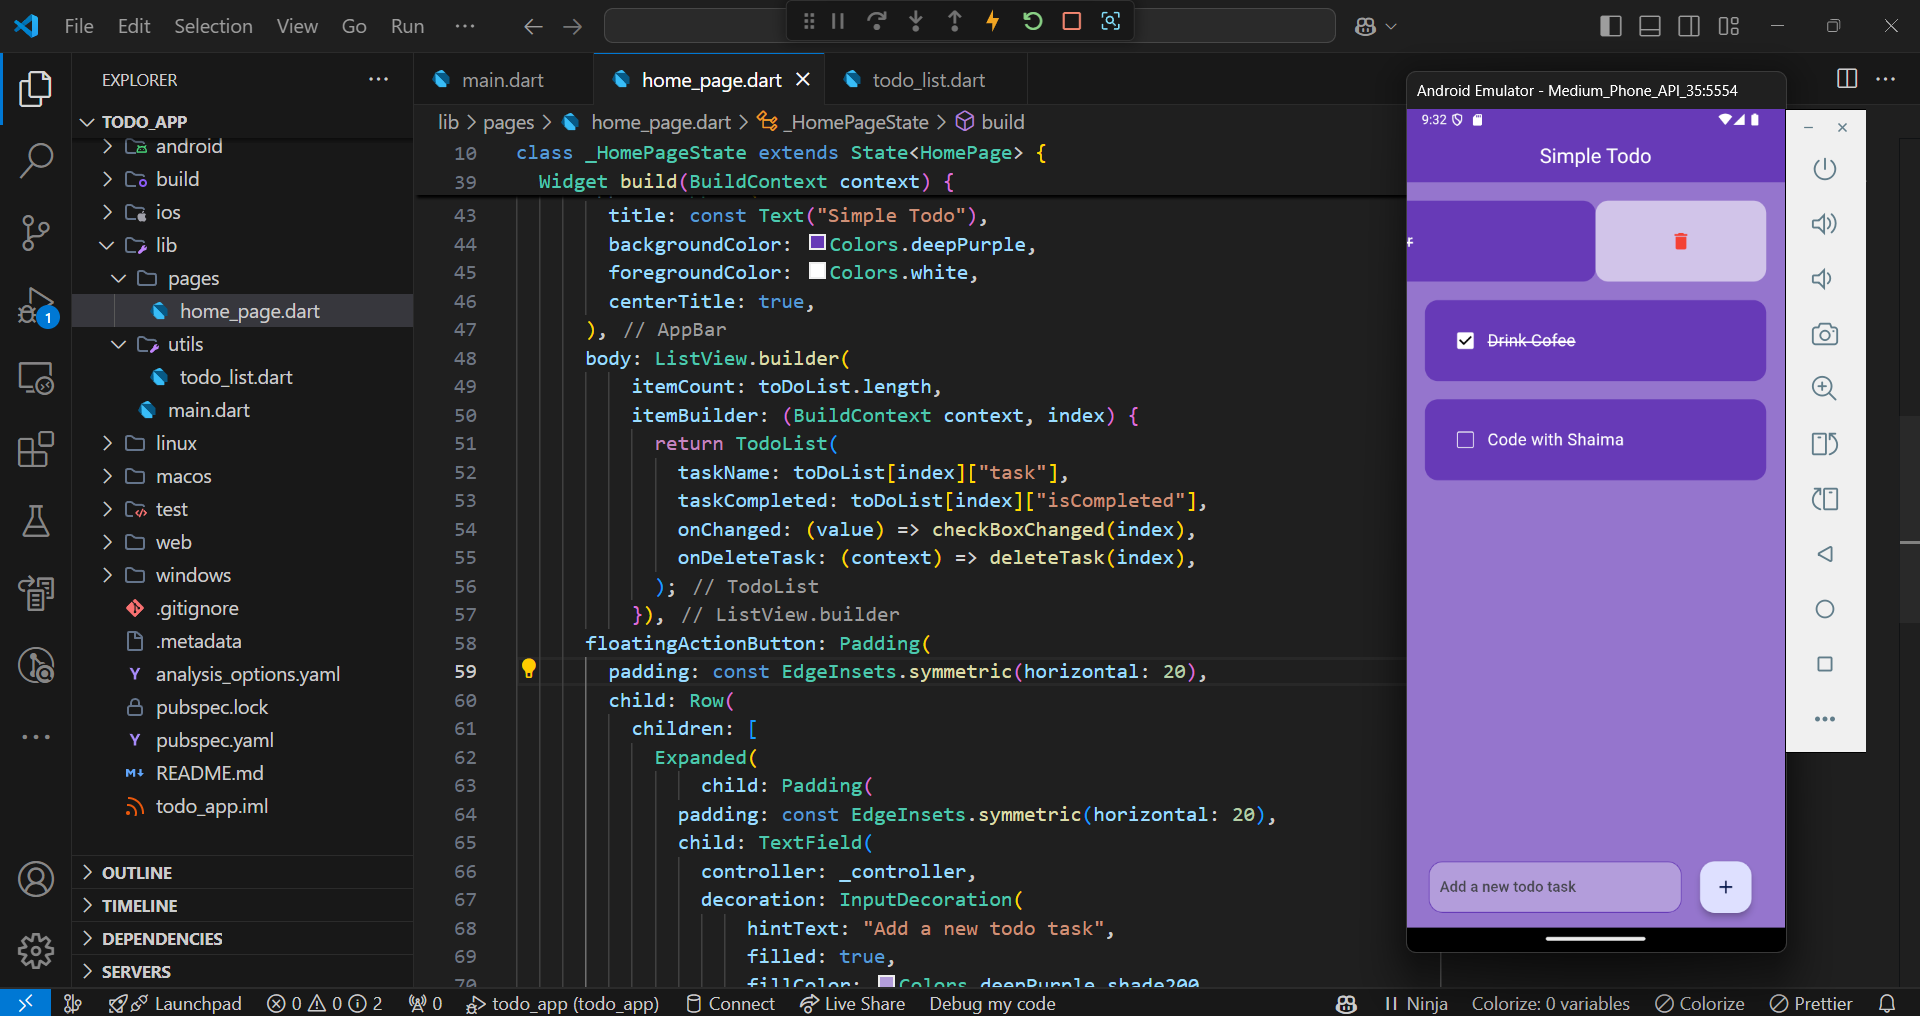 File Edit Selection View Go Run ···
EXPLORER
TODO_APP
android
build
ios
lib
pages
home_page.dart
utils
todo_list.dart
main.dart
linux
macos
test
web
windows
.gitignore
.metadata
analysis_options.yaml
pubspec.lock
pubspec.yaml
README.md
todo_app.iml
OUTLINE
TIMELINE
DEPENDENCIES
SERVERS
1
main.dart home_page.dart todo_list.dart
lib > pages > home_page.dart > _HomePageState > build
10 class _HomePageState extends State<HomePage> {
39 Widget build(BuildContext context) {
43 title: const Text("Simple Todo"),
44 backgroundColor: Colors.deepPurple,
45 foregroundColor: Colors.white,
46 centerTitle: true,
47 ), // AppBar
48 body: ListView.builder(
49 itemCount: toDoList.length,
50 itemBuilder: (BuildContext context, index) {
51 return TodoList(
52 taskName: toDoList[index]["task"],
53 taskCompleted: toDoList[index]["isCompleted"],
54 onChanged: (value) => checkBoxChanged(index),
55 onDeleteTask: (context) => deleteTask(index),
56 ); // TodoList
57 }), // ListView.builder
58 floatingActionButton: Padding(
59 padding: const EdgeInsets.symmetric(horizontal: 20),
60 child: Row(
61 children: [
62 Expanded(
63 child: Padding(
64 padding: const EdgeInsets.symmetric(horizontal: 20),
65 child: TextField(
66 controller: _controller,
67 decoration: InputDecoration(
68 hintText: "Add a new todo task",
69 filled: true,
70 fillColor: Colors.deepPurple.shade200
Android Emulator - Medium_Phone_API_35:5554
9:32
Simple Todo
Drink Cofee
Code with Shaima
Add a new todo task
+
Launchpad 0 0 2 0 todo_app (todo_app) Connect Live Share Debug my code Ninja Colorize: 0 variables Colorize Prettier